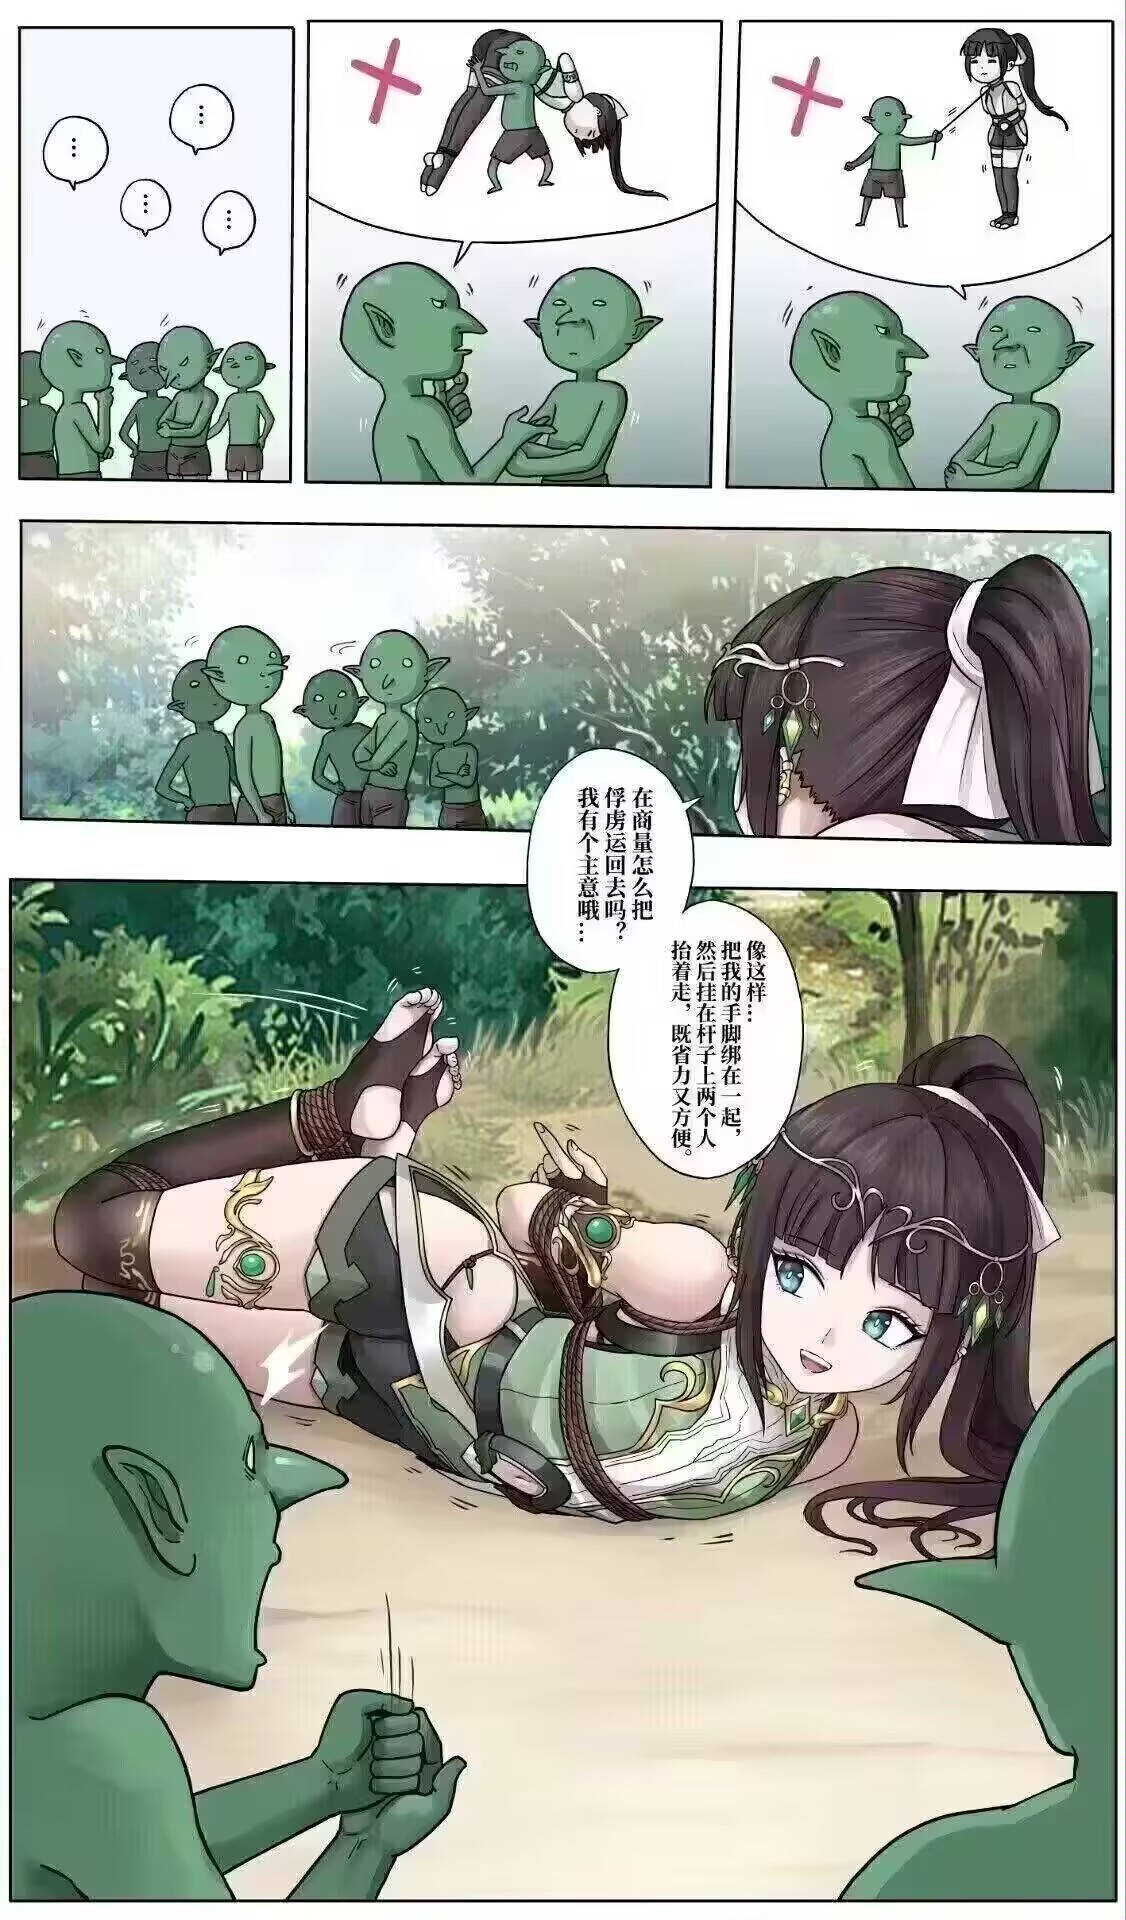 …
…
…
…
在商量怎么把
俘虏运回去吗？
我有个主意哦…
像这样…
把我的手脚绑在一起，
然后挂在杆子上两个人
抬着走，既省力又方便。